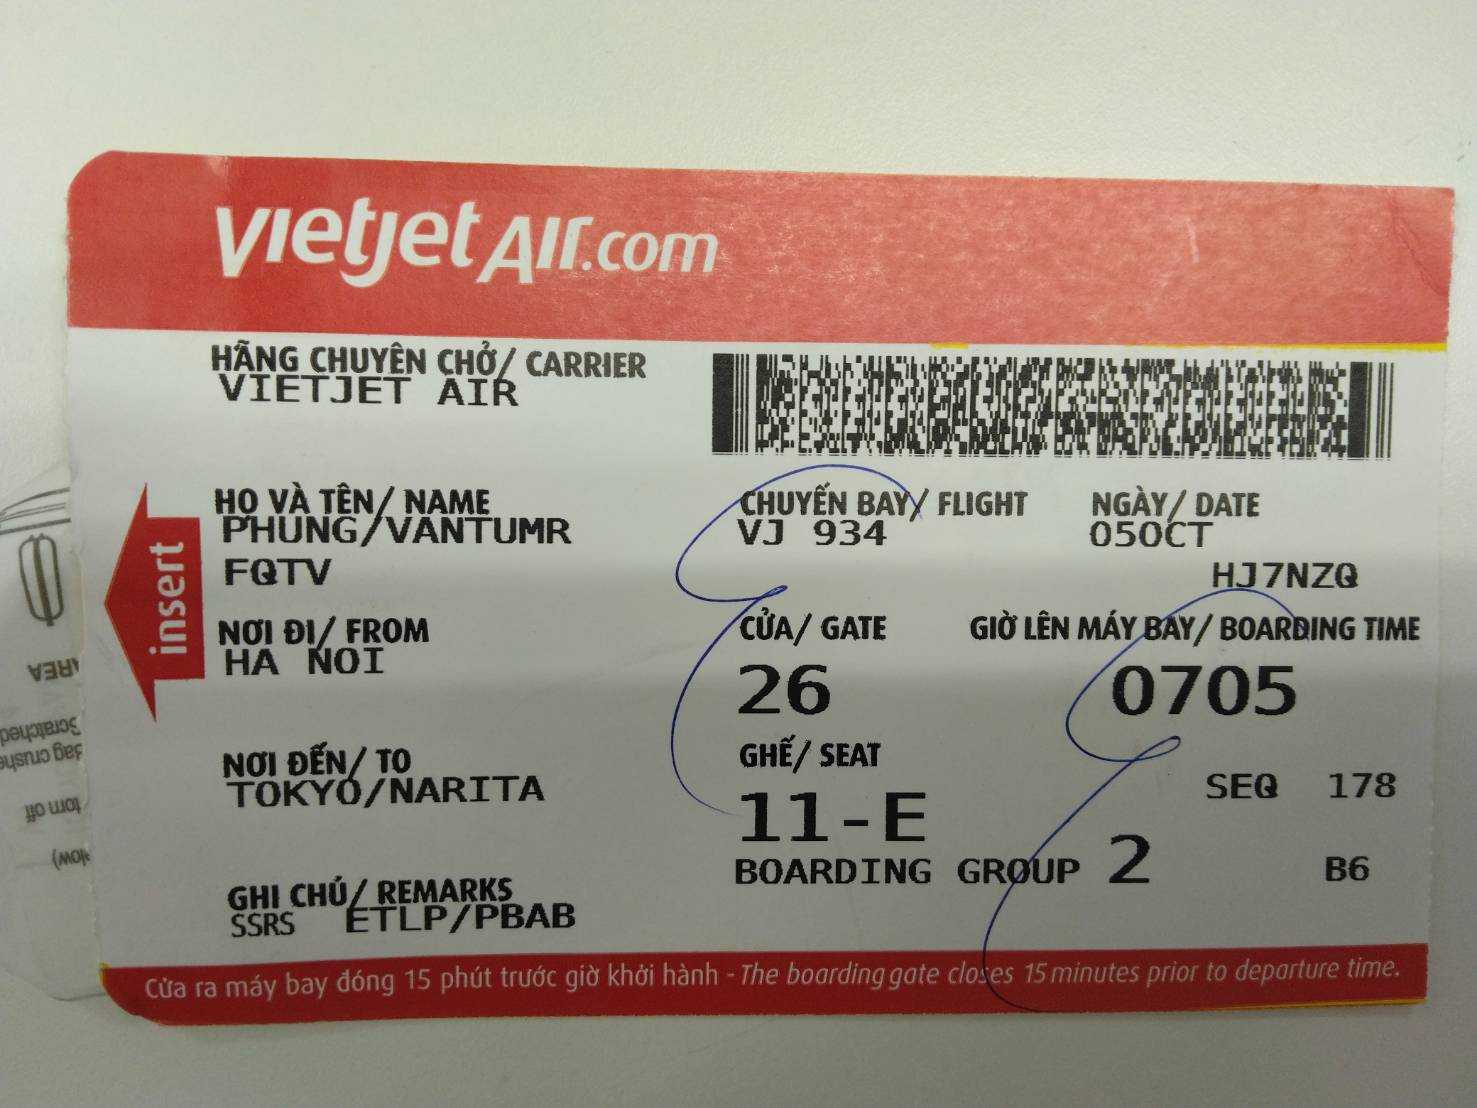 vietjetAir.com
HÃNG CHUYÊN CHỞ/ CARRIER
VIETJET AIR
HỌ VÀ TÊN/ NAME
PHUNG/VANTUMR
FQTV
CHUYẾN BAY/ FLIGHT
VJ 934
NGÀY/ DATE
05OCT
HJ7NZQ
insert
NƠI ĐI/ FROM
HA NOI
CỬA/ GATE
26
GIỜ LÊN MÁY BAY/ BOARDING TIME
0705
NƠI ĐẾN/ TO
TOKYO/NARITA
GHẾ/ SEAT
11-E
SEQ 178
BOARDING GROUP 2
B6
GHI CHÚ/ REMARKS
SSRS ETLP/PBAB
Cửa ra máy bay đóng 15 phút trước giờ khởi hành - The boarding gate closes 15 minutes prior to departure time.
AREA
Scratched
torn off